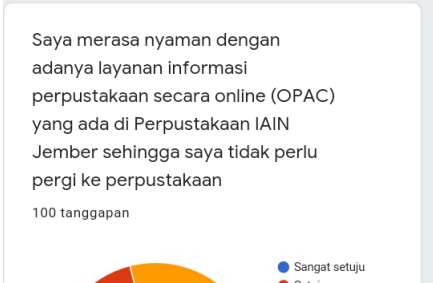 Saya merasa nyaman dengan
adanya layanan informasi
perpustakaan secara online (OPAC)
yang ada di Perpustakaan IAIN
Jember sehingga saya tidak perlu
pergi ke perpustakaan
100 tanggapan
Sangat setuju